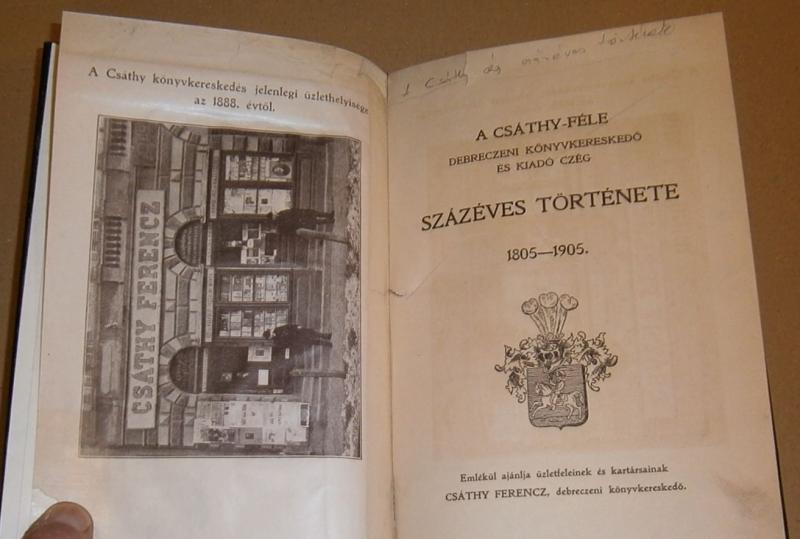 A Csáthy könyvkereskedés jelenlegi üzlethelyisége
az 1888. évtől.
CSÁTHY FERENCZ
A CSÁTHY-FÉLE
DEBRECZENI KÖNYVKERESKEDŐ
ÉS KIADÓ CZÉG
SZÁZÉVES TÖRTÉNETE
1805—1905.
Emlékül ajánlja üzletfeleinek és kartársainak
CSÁTHY FERENCZ, debreczeni könyvkereskedő.